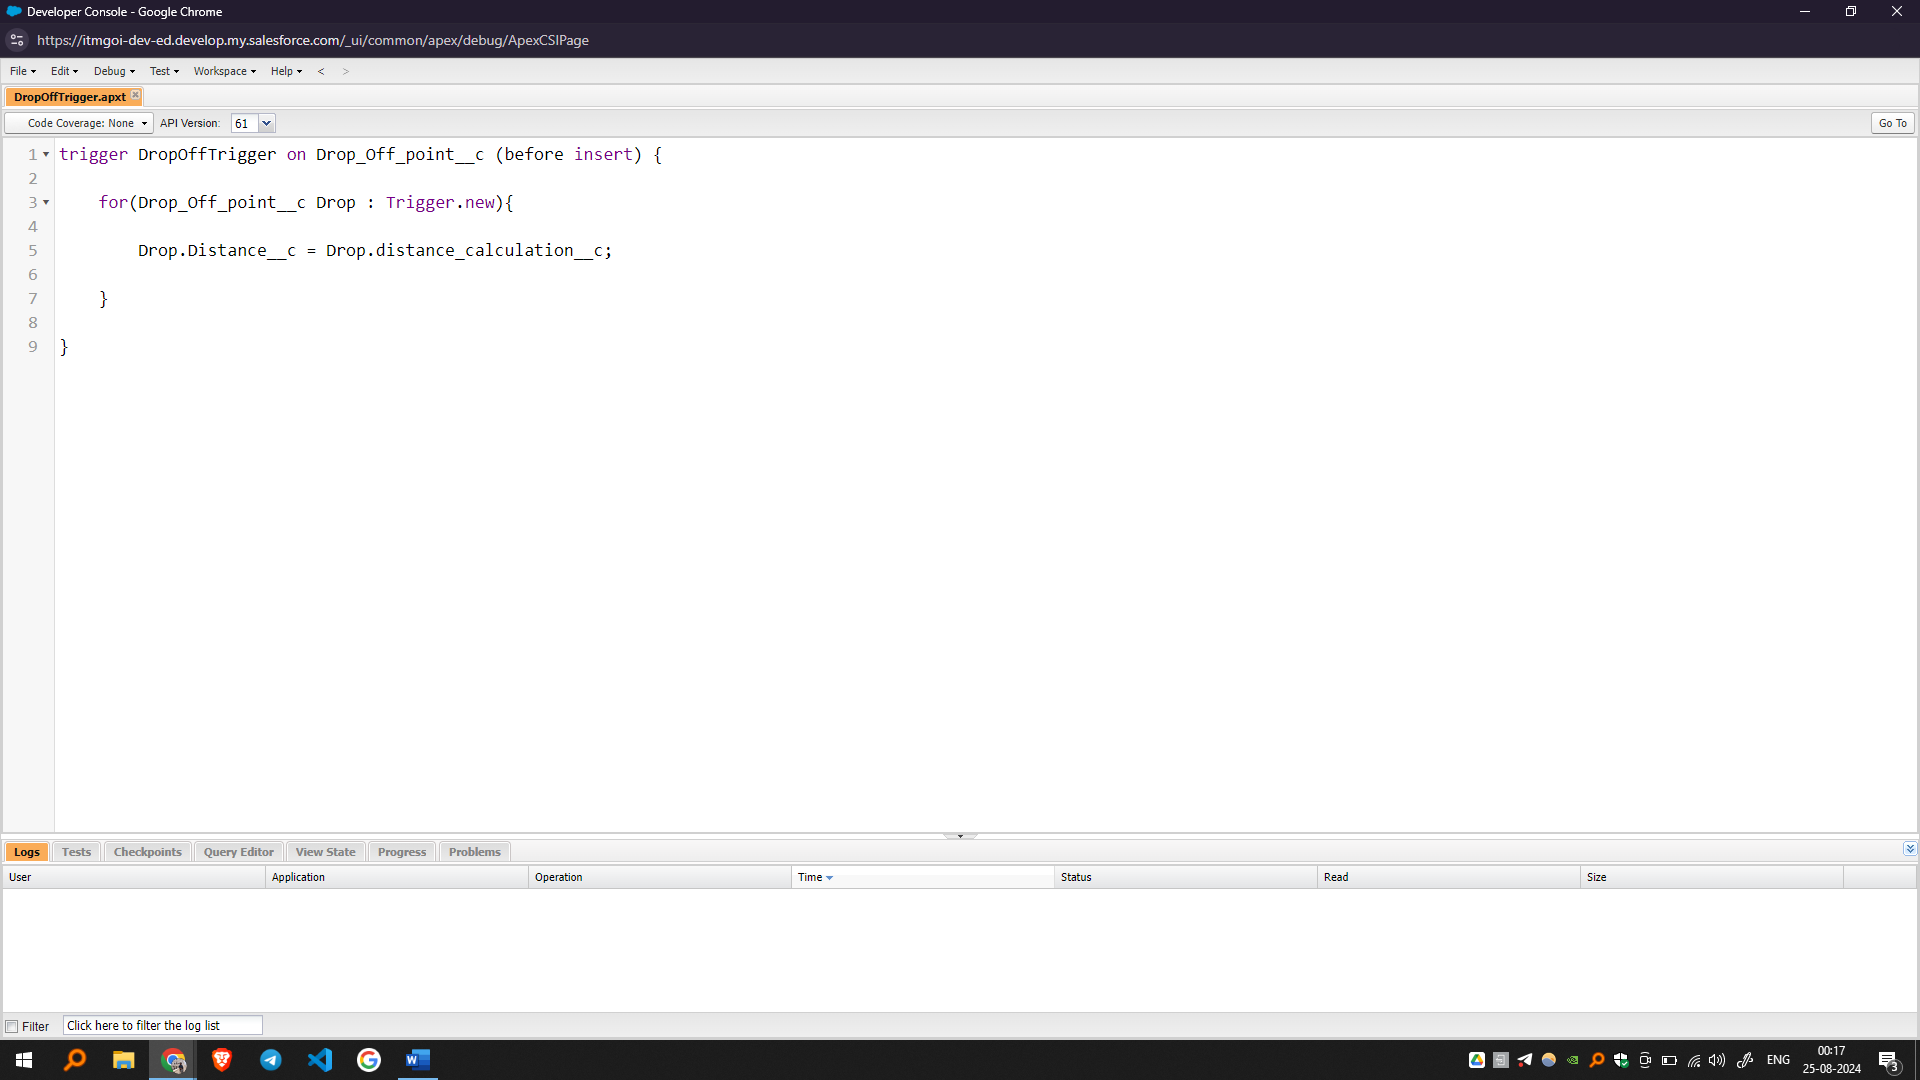 Developer Console - Google Chrome
https://itmgoi-dev-ed.develop.my.salesforce.com/_ui/common/apex/debug/ApexCSIPage
File Edit Debug Test Workspace Help < >
DropOffTrigger.apxt
Code Coverage: None API Version: 61 Go To
1 trigger DropOffTrigger on Drop_Off_point__c (before insert) {
2
3 for(Drop_Off_point__c Drop : Trigger.new){
4
5 Drop.Distance__c = Drop.distance_calculation__c;
6
7 }
8
9 }
Logs Tests Checkpoints Query Editor View State Progress Problems
User Application Operation Time Status Read Size
Filter Click here to filter the log list
ENG 00:17
25-08-2024 3